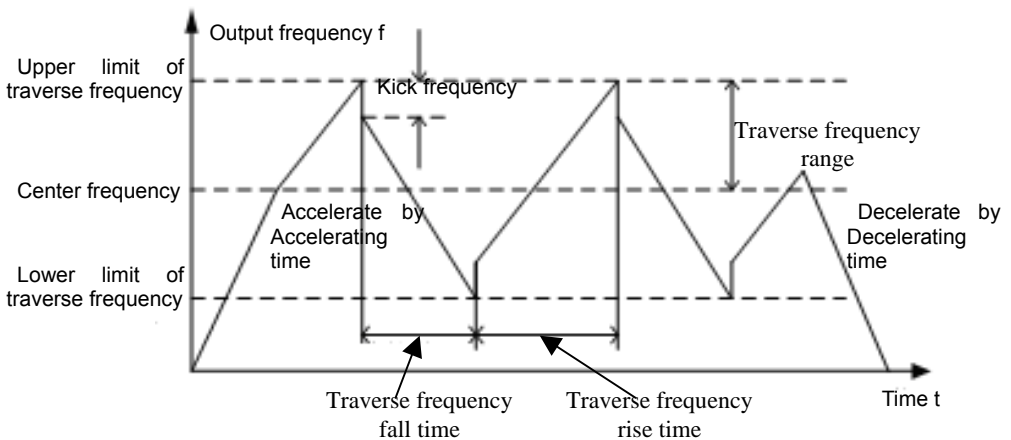 Output frequency f
Upper limit of
traverse frequency
Kick frequency
Traverse frequency
range
Center frequency
Accelerate by
Accelerating
time
Decelerate by
Decelerating
time
Lower limit of
traverse frequency
Time t
Traverse frequency
fall time
Traverse frequency
rise time